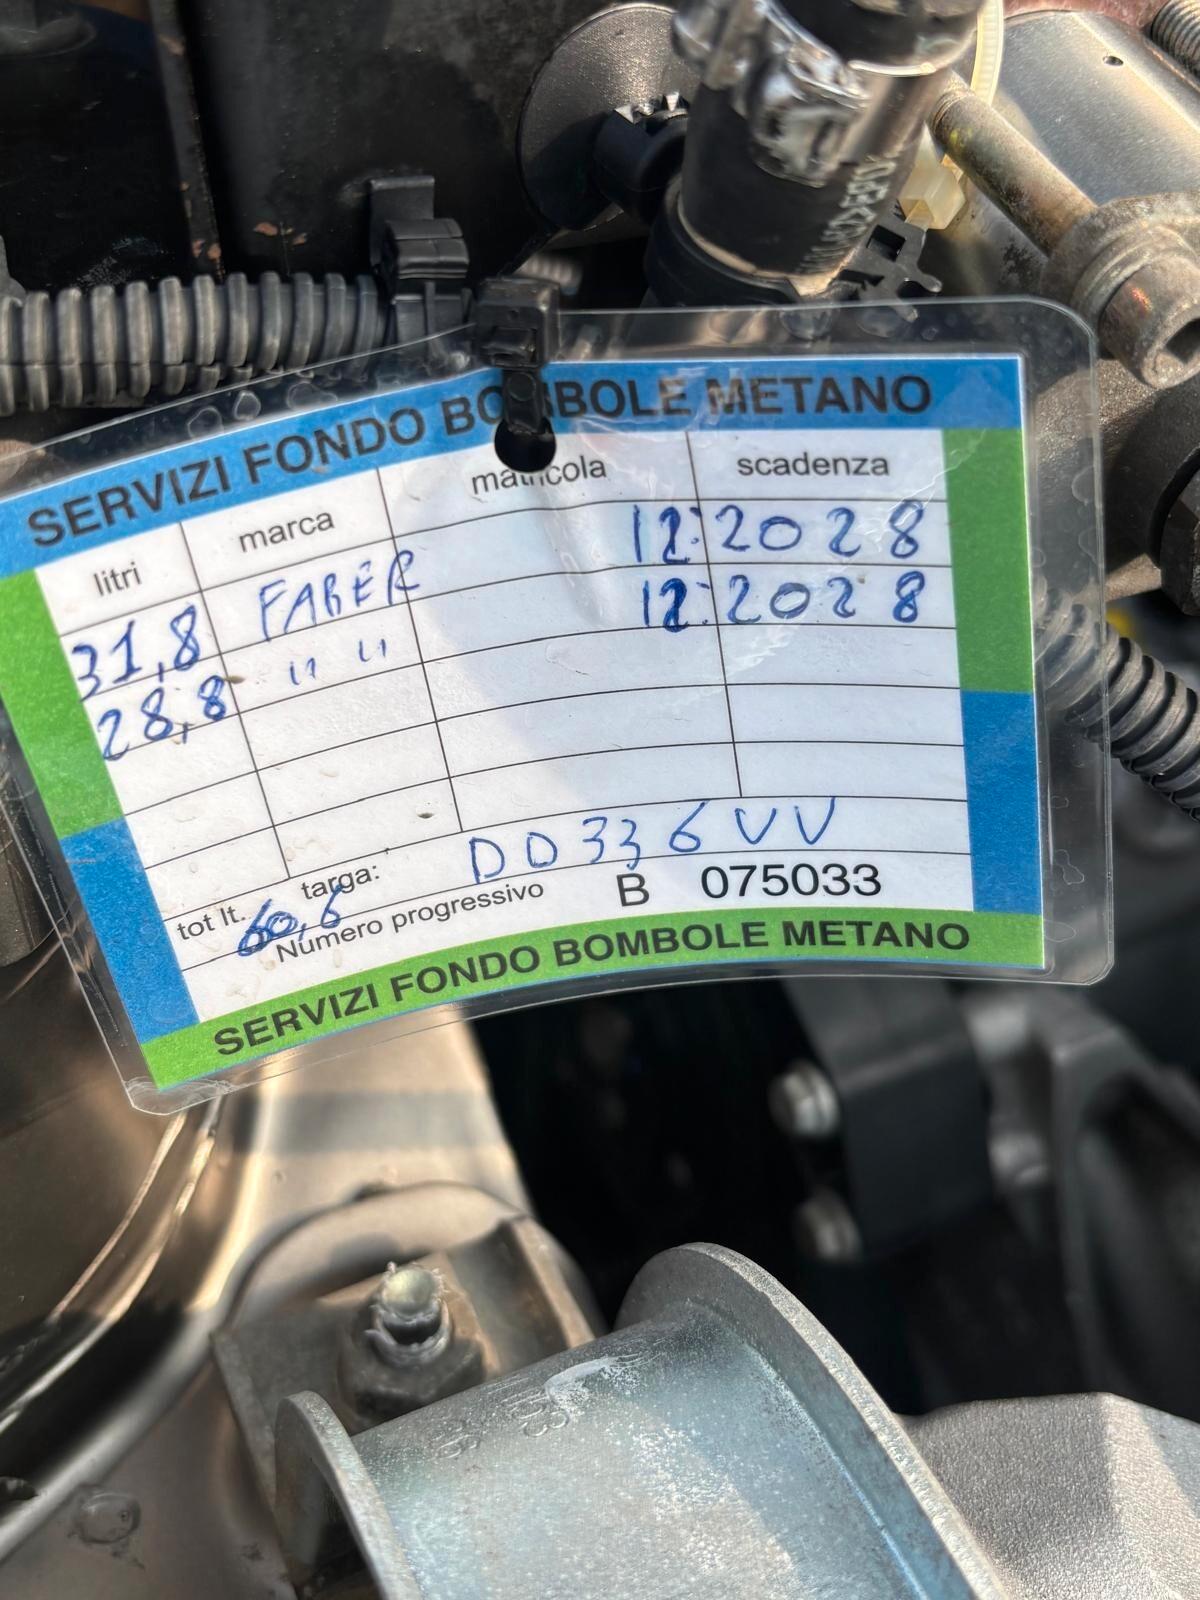 SERVIZI FONDO BOMBOLE METANO
litri marca matricola scadenza
31,8 FABER 12:2028
28,8 " " 12:2028
tot lt. 60,6 targa: DD336VV
Numero progressivo B 075033
SERVIZI FONDO BOMBOLE METANO